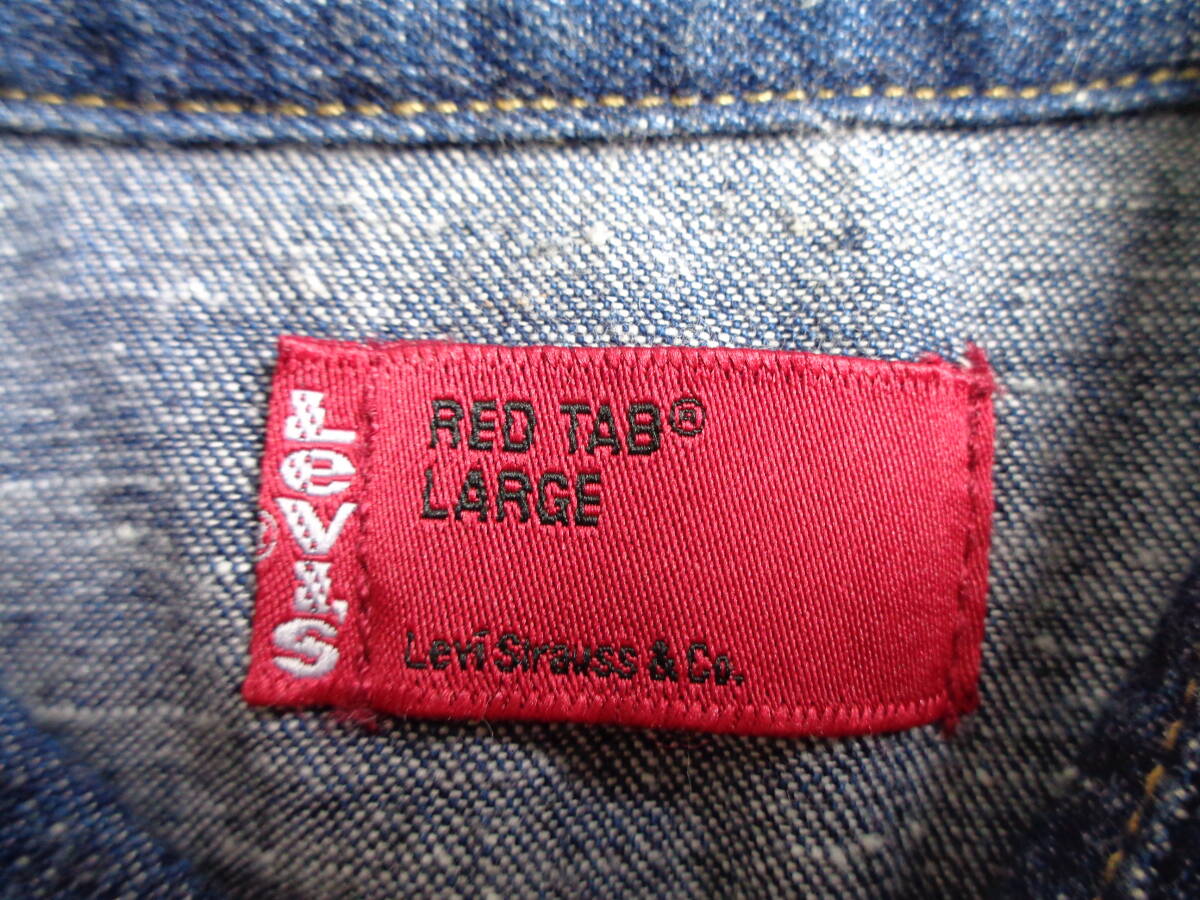 LeVI'S
®
RED TAB®
LARGE
Levi Strauss & Co.